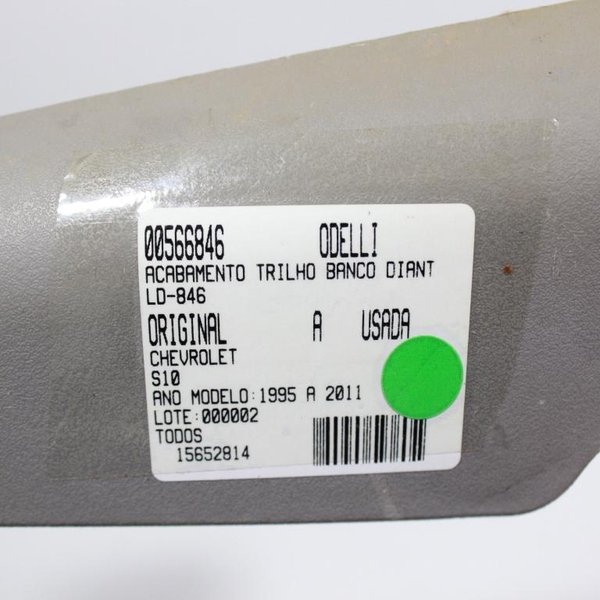 00566846 ODELLI
ACABAMENTO TRILHO BANCO DIANT
LD-846
ORIGINAL A USADA
CHEVROLET
S10
ANO MODELO:1995 A 2011
LOTE:000002
TODOS
15652814